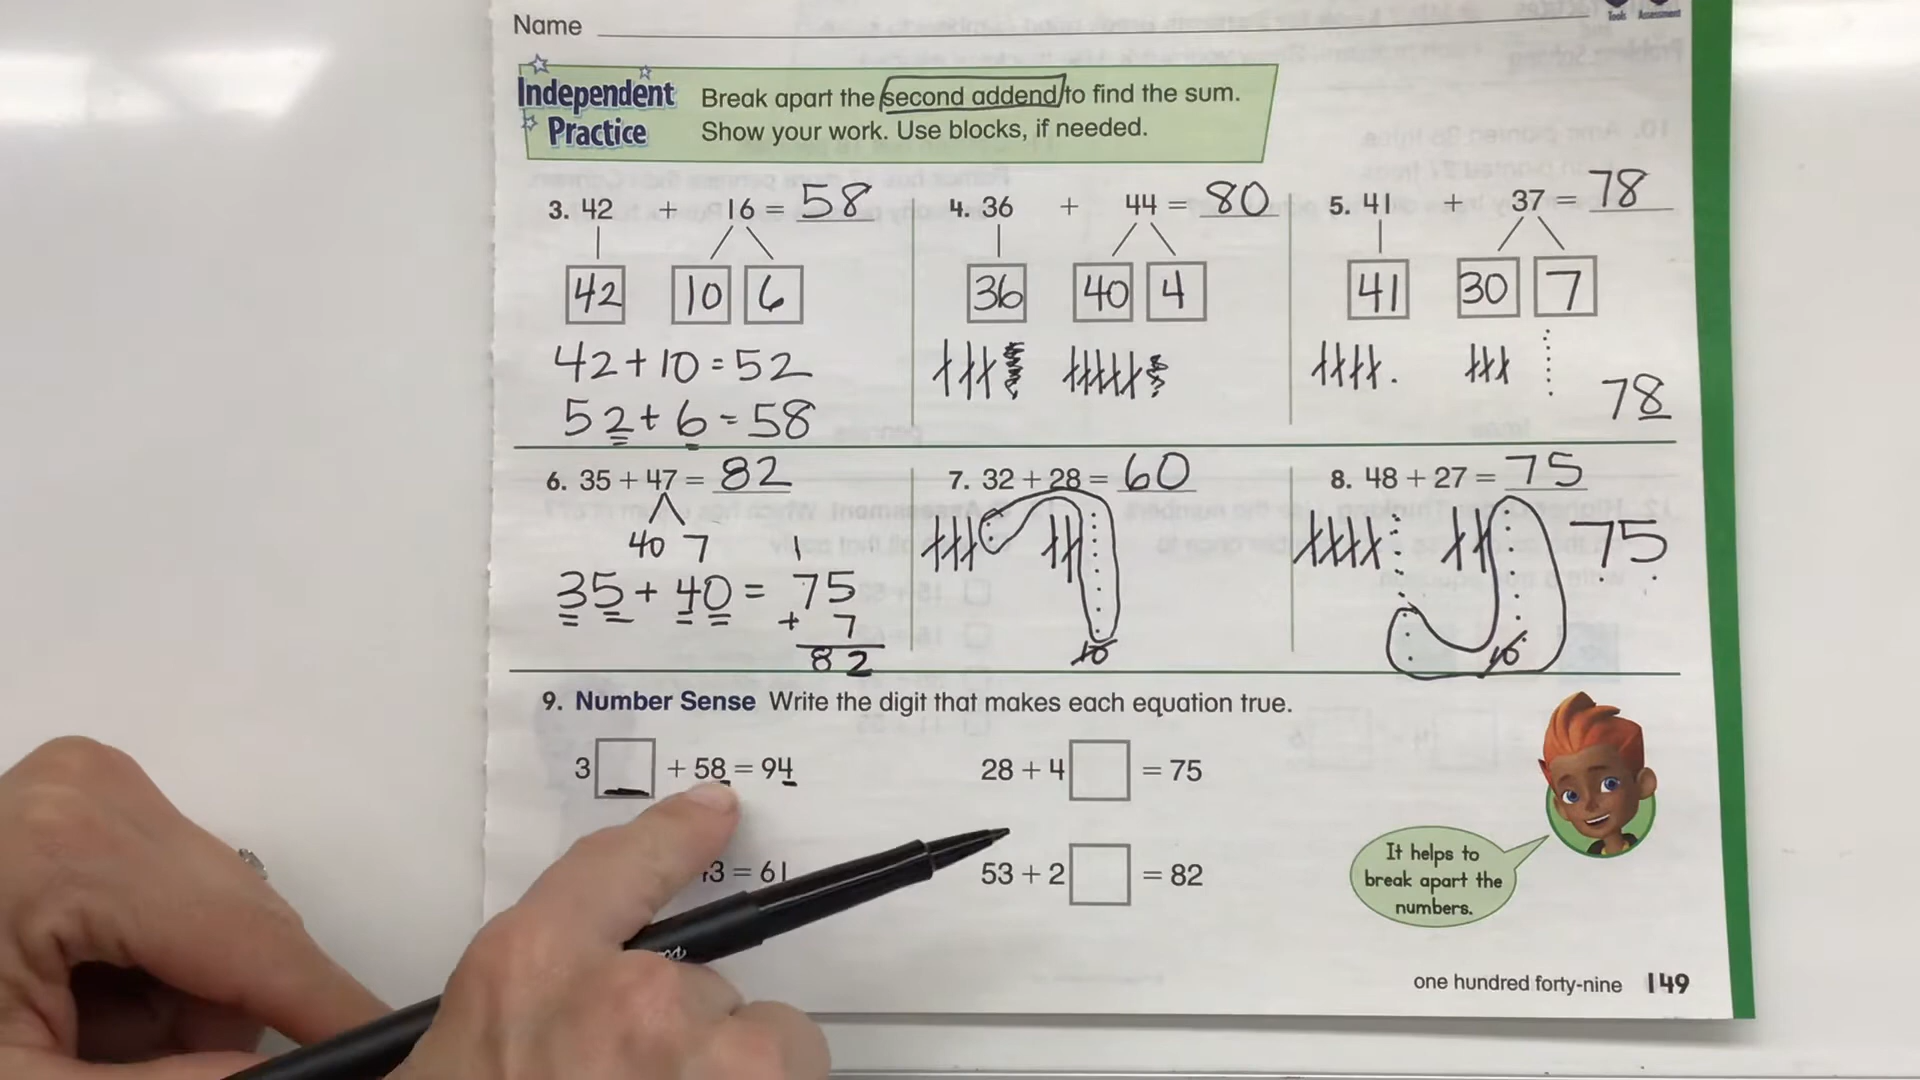 Name
Tools Assessment
Independent Practice
Break apart the second addend to find the sum.
Show your work. Use blocks, if needed.
3. 42 + 16 = 58
42 10 6
42 + 10 = 52
52 + 6 = 58
4. 36 + 44 = 80
36 40 4
5. 41 + 37 = 78
41 30 7
78
6. 35 + 47 = 82
40 7
1
35 + 40 = 75
+ 7
82
7. 32 + 28 = 60
10
8. 48 + 27 = 75
75
10
9. Number Sense Write the digit that makes each equation true.
3 + 58 = 94
28 + 4 = 75
3 = 61
53 + 2 = 82
It helps to
break apart the
numbers.
one hundred forty-nine 149